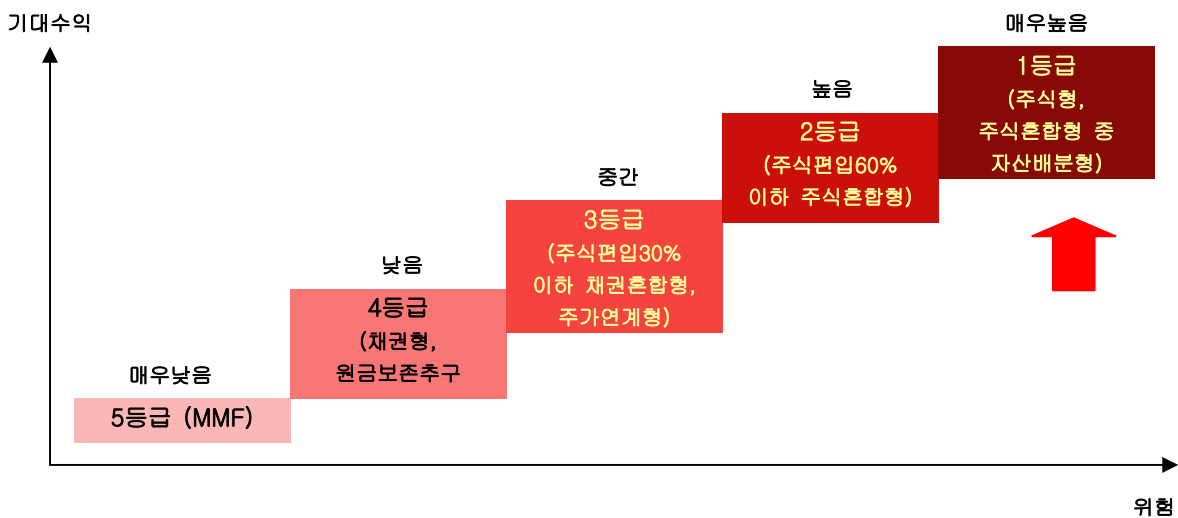 기대수익
매우높음
1등급
(주식형,
주식혼합형 중
자산배분형)
높음
2등급
(주식편입60%
이하 주식혼합형)
중간
3등급
(주식편입30%
이하 채권혼합형,
주가연계형)
낮음
4등급
(채권형,
원금보존추구
매우낮음
5등급 (MMF)
위험